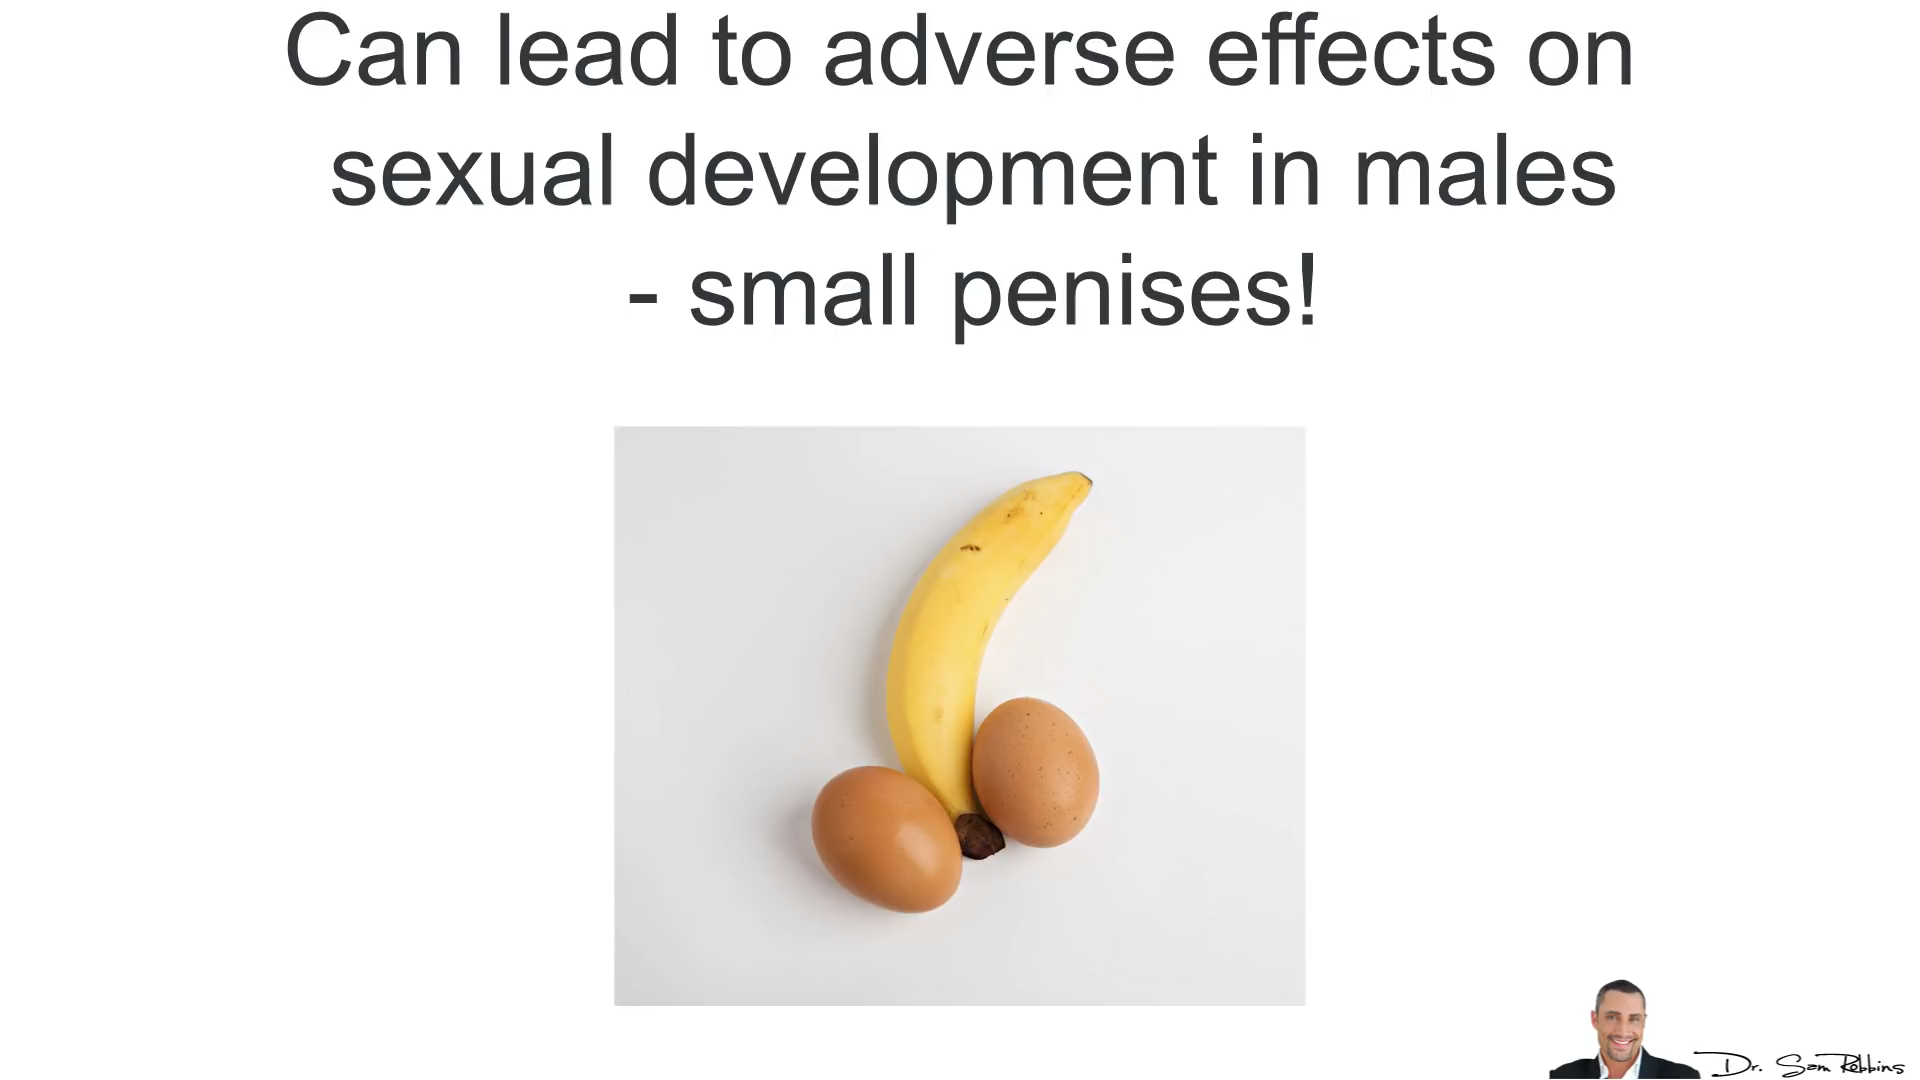 Can lead to adverse effects on
sexual development in males
- small penises!
Dr. Sam Robbins